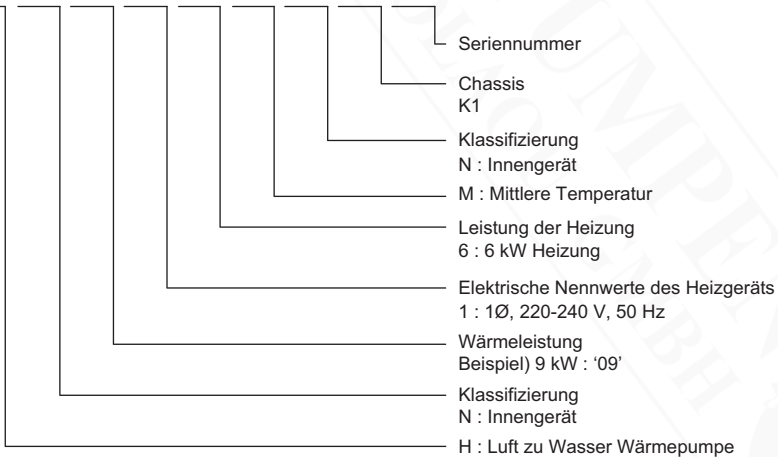 Seriennummer
Chassis
K1
Klassifizierung
N : Innengerät
M : Mittlere Temperatur
Leistung der Heizung
6 : 6 kW Heizung
Elektrische Nennwerte des Heizgeräts
1 : 1Ø, 220-240 V, 50 Hz
Wärmeleistung
Beispiel) 9 kW : ‘09’
Klassifizierung
N : Innengerät
H : Luft zu Wasser Wärmepumpe